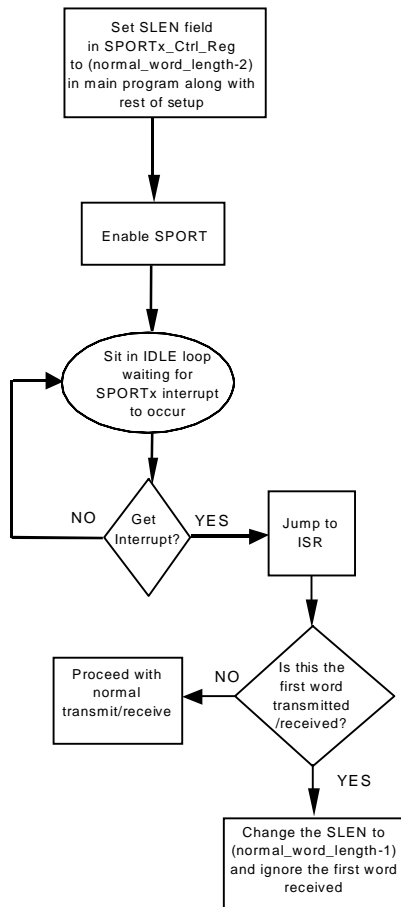 Set SLEN field
in SPORTx_Ctrl_Reg
to (normal_word_length-2)
in main program along with
rest of setup
Enable SPORT
Sit in IDLE loop
waiting for
SPORTx interrupt
to occur
NO
Get
Interrupt?
YES
Jump to
ISR
Proceed with
normal
transmit/receive
NO
Is this the
first word
transmitted
/received?
YES
Change the SLEN to
(normal_word_length-1)
and ignore the first word
received